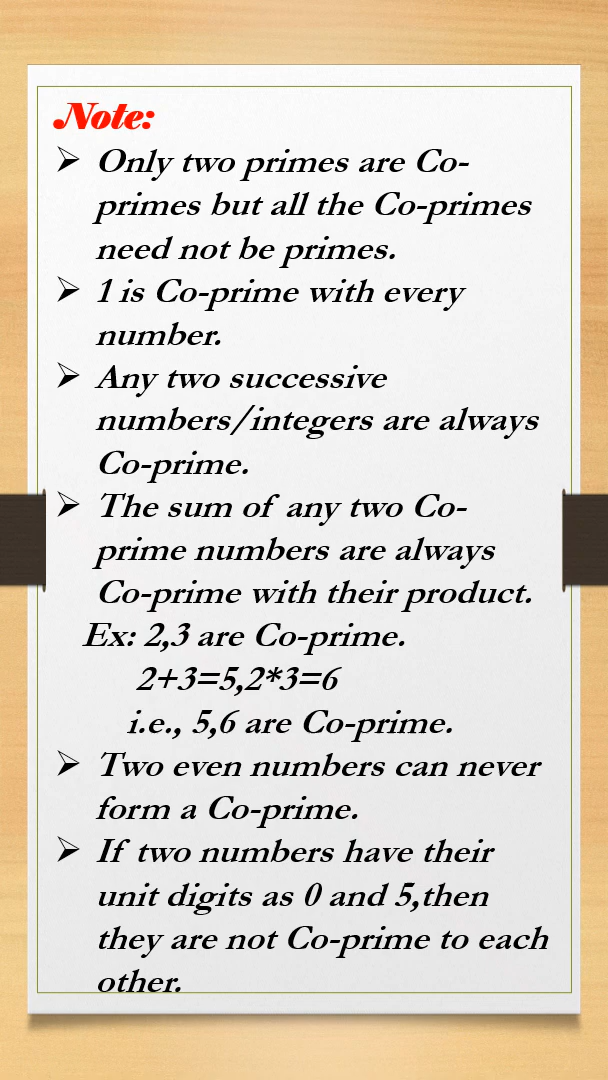 Note:
➢ Only two primes are Co-
primes but all the Co-primes
need not be primes.
➢ 1 is Co-prime with every
number.
➢ Any two successive
numbers/integers are always
Co-prime.
➢ The sum of any two Co-
prime numbers are always
Co-prime with their product.
Ex: 2,3 are Co-prime.
2+3=5,2*3=6
i.e., 5,6 are Co-prime.
➢ Two even numbers can never
form a Co-prime.
➢ If two numbers have their
unit digits as 0 and 5,then
they are not Co-prime to each
other.